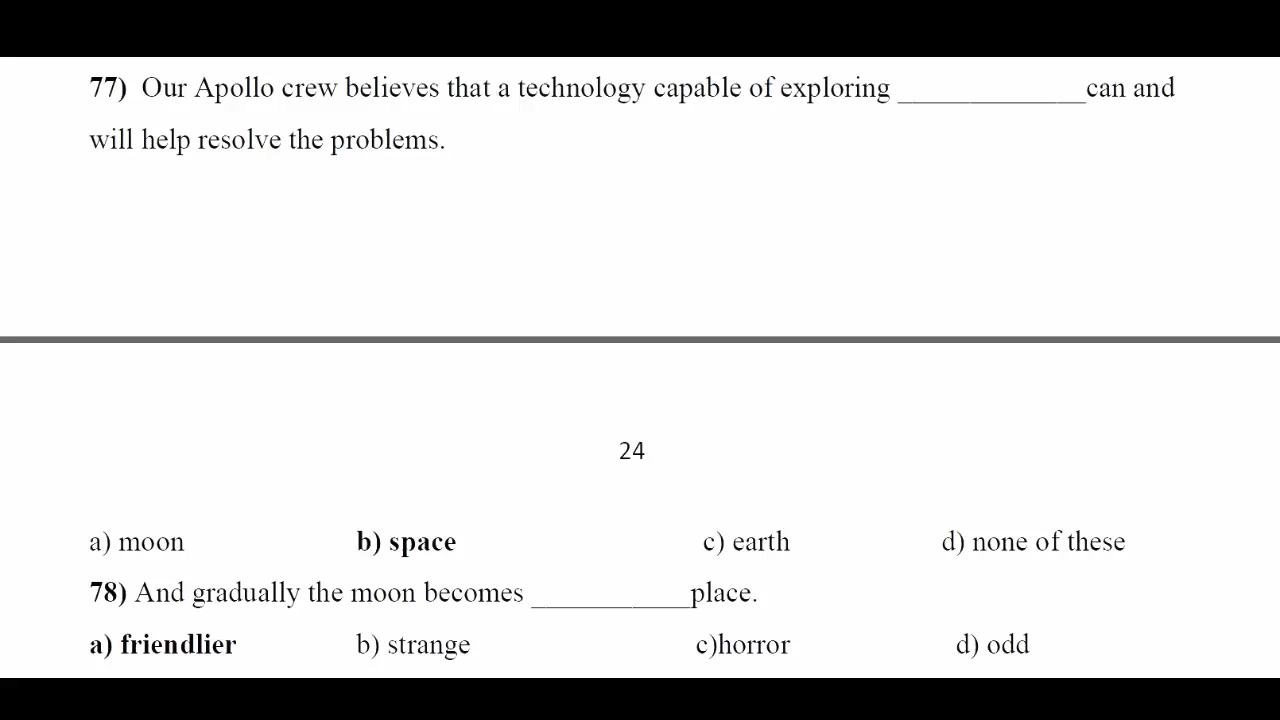 77) Our Apollo crew believes that a technology capable of exploring _____________can and
will help resolve the problems.
24
a) moon b) space c) earth d) none of these
78) And gradually the moon becomes ___________place.
a) friendlier b) strange c)horror d) odd